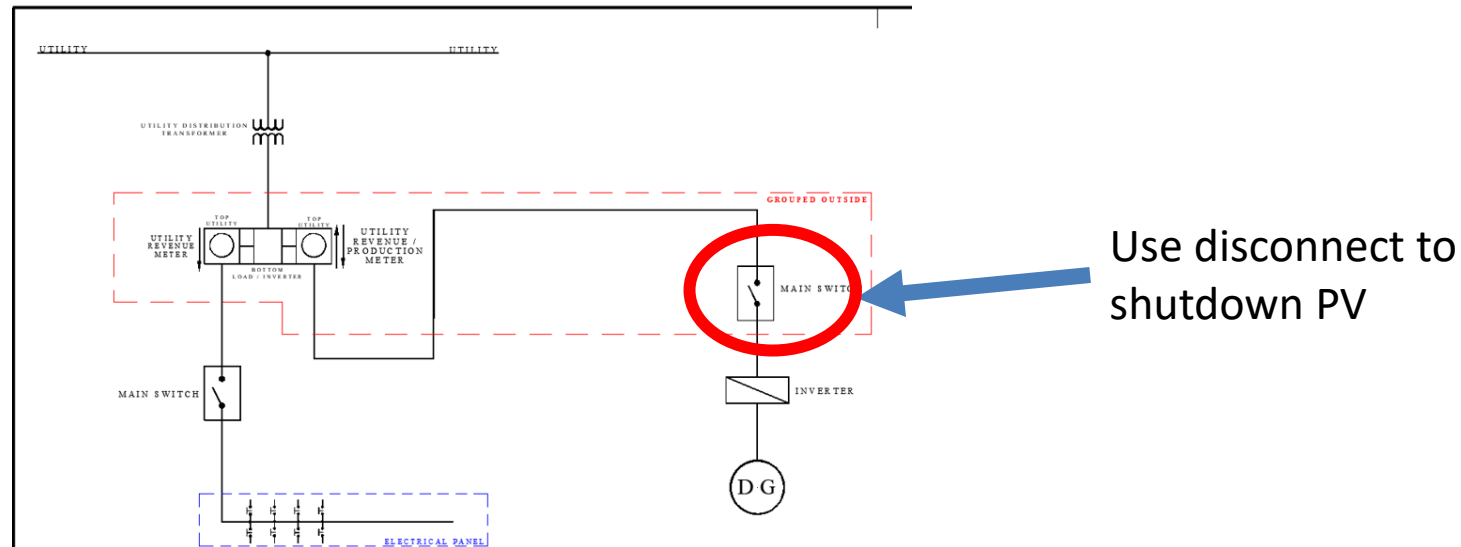 UTILITY
UTILITY
UTILITY DISTRIBUTION
TRANSFORMER
GROUPED OUTSIDE
TOP
UTILITY
TOP
UTILITY
UTILITY
REVENUE
METER
UTILITY
REVENUE /
PRODUCTION
METER
BOTTOM
LOAD / INVERTER
MAIN SWITC
Use disconnect to
shutdown PV
MAIN SWITCH
INVERTER
D·G
ELECTRICAL PANEL